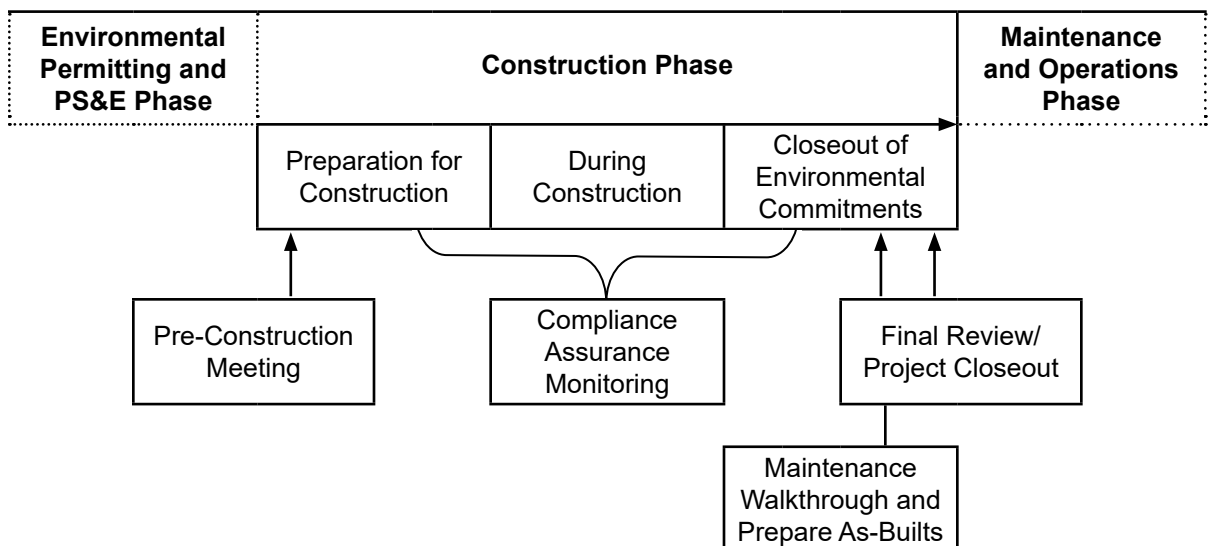 Environmental
Permitting and
PS&E Phase
Construction Phase
Maintenance
and Operations
Phase
Preparation for
Construction
During
Construction
Closeout of
Environmental
Commitments
Pre-Construction
Meeting
Compliance
Assurance
Monitoring
Final Review/
Project Closeout
Maintenance
Walkthrough and
Prepare As-Builts